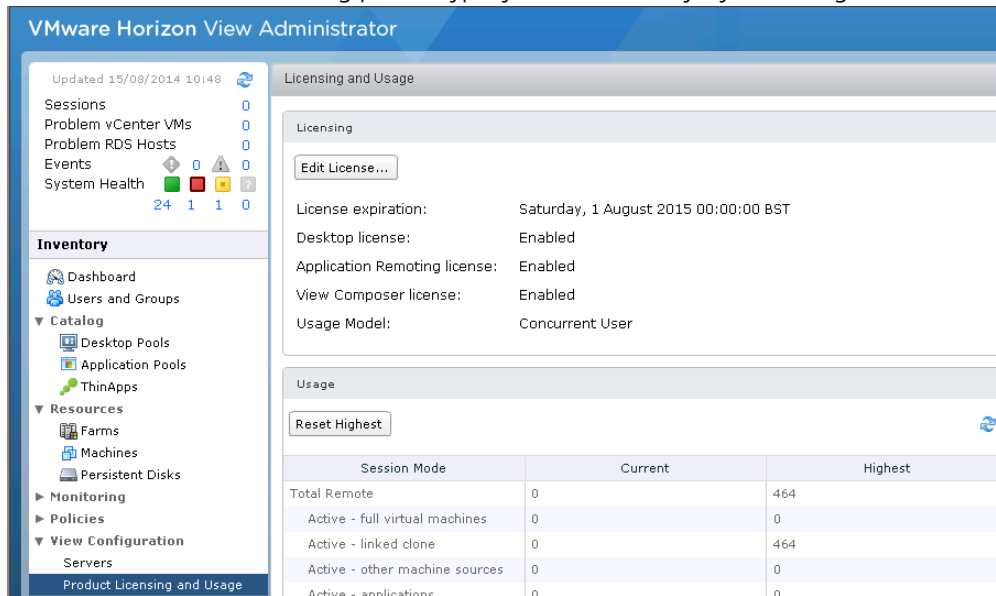 VMware Horizon View Administrator
Updated 15/08/2014 10:48
Sessions 0
Problem vCenter VMs 0
Problem RDS Hosts 0
Events 0 0
System Health
24 1 1 0
Inventory
Dashboard
Users and Groups
Catalog
Desktop Pools
Application Pools
ThinApps
Resources
Farms
Machines
Persistent Disks
Monitoring
Policies
View Configuration
Servers
Product Licensing and Usage
Licensing and Usage
Licensing
Edit License...
License expiration: Saturday, 1 August 2015 00:00:00 BST
Desktop license: Enabled
Application Remoting license: Enabled
View Composer license: Enabled
Usage Model: Concurrent User
Usage
Reset Highest
Session Mode Current Highest
Total Remote 0 464
Active - full virtual machines 0 0
Active - linked clone 0 464
Active - other machine sources 0 0
Active - applications 0 0